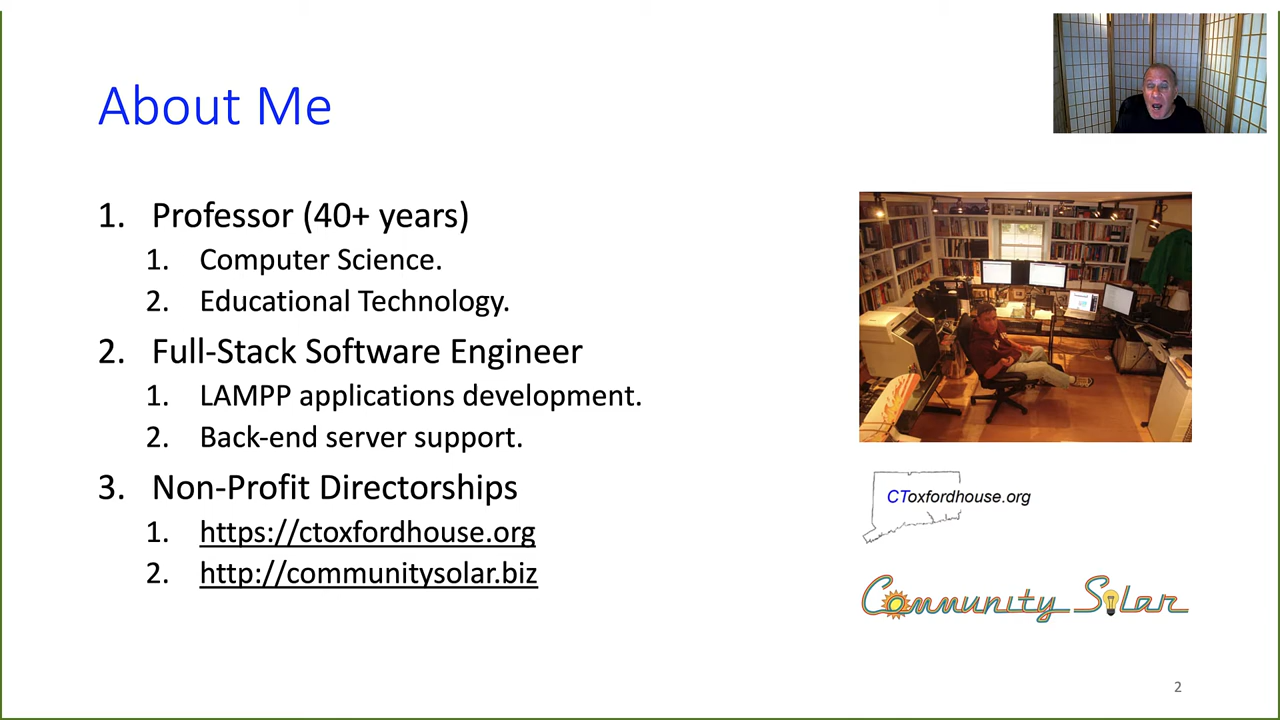 About Me
1. Professor (40+ years)
1. Computer Science.
2. Educational Technology.
2. Full-Stack Software Engineer
1. LAMPP applications development.
2. Back-end server support.
3. Non-Profit Directorships
1. https://ctoxfordhouse.org
2. http://communitysolar.biz
CToxfordhouse.org
Community Solar
2